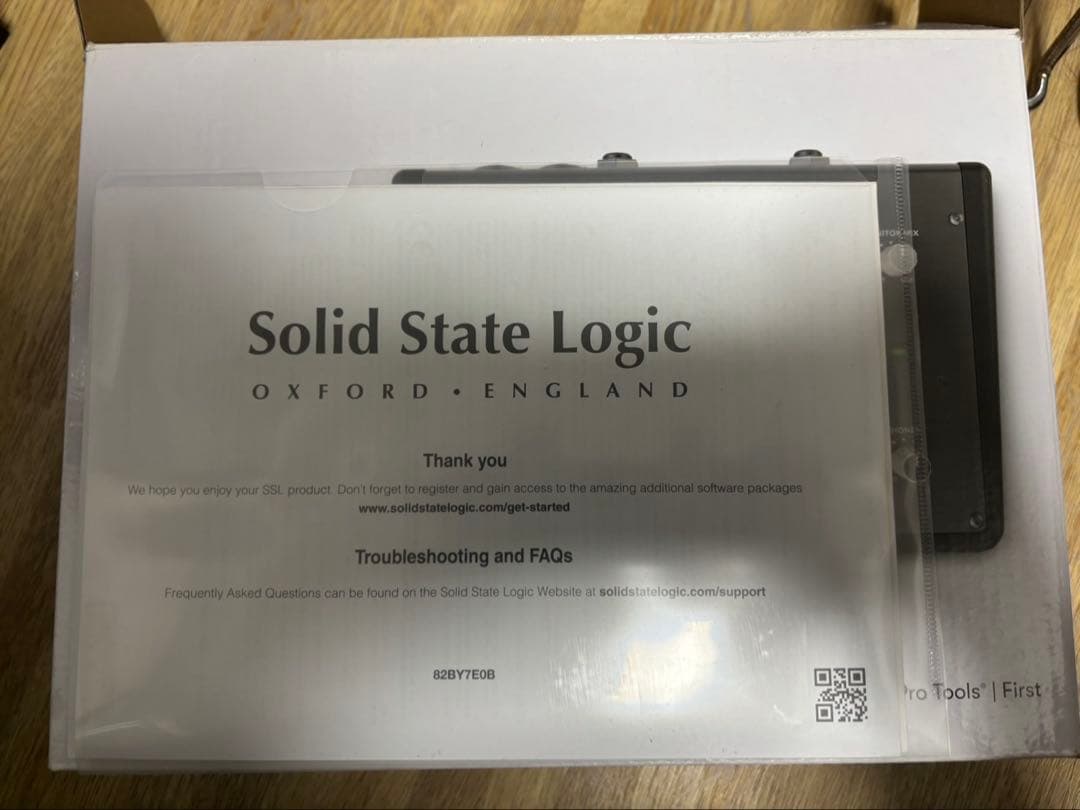 Solid State Logic
OXFORD • ENGLAND
Thank you
We hope you enjoy your SSL product. Don't forget to register and gain access to the amazing additional software packages
www.solidstatelogic.com/get-started
Troubleshooting and FAQs
Frequently Asked Questions can be found on the Solid State Logic Website at solidstatelogic.com/support
82BY7E0B
Pro Tools® | First